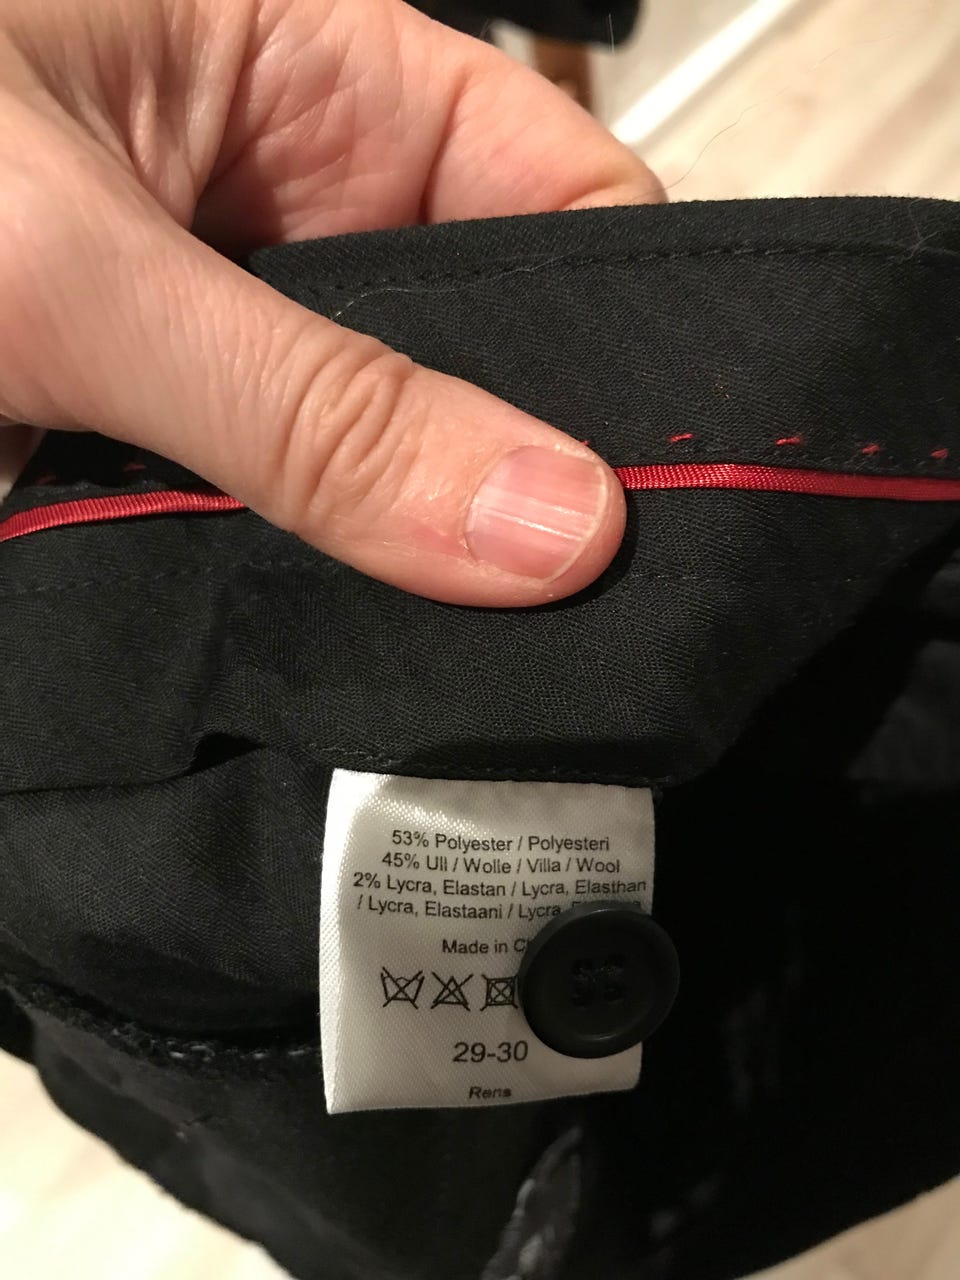 53% Polyester / Polyesteri
45% Ull / Wolle / Villa / Wool
2% Lycra, Elastan / Lycra, Elasthan
/ Lycra, Elastaani / Lycra,
Made in
29-30
Rens